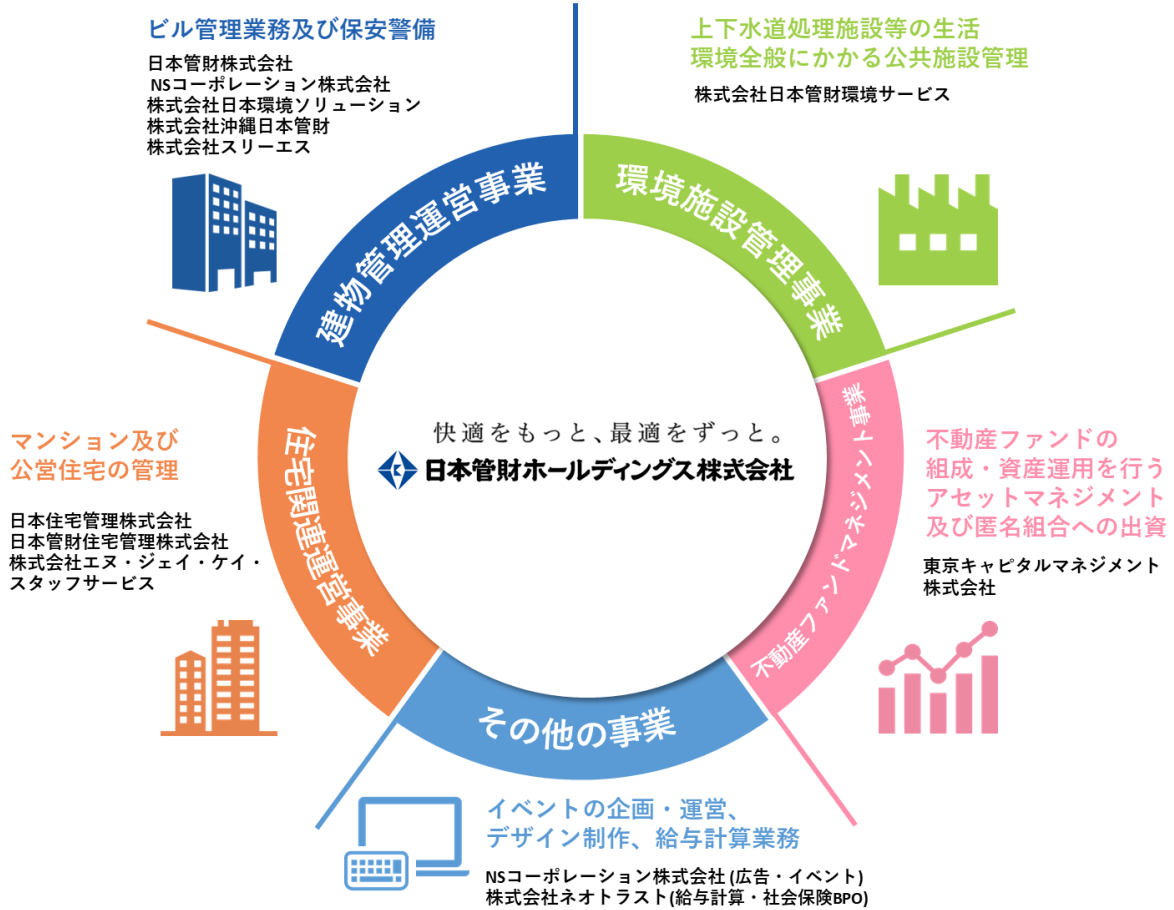 ビル管理業務及び保安警備
日本管財株式会社
NSコーポレーション株式会社
株式会社日本環境ソリューション
株式会社沖縄日本管財
株式会社スリーエス
建物管理運営事業
上下水道処理施設等の生活
環境全般にかかる公共施設管理
株式会社日本管財環境サービス
環境施設管理事業
快適をもっと、最適をずっと。
日本管財ホールディングス株式会社
マンション及び
公営住宅の管理
日本住宅管理株式会社
日本管財住宅管理株式会社
株式会社エヌ・ジェイ・ケイ・
スタッフサービス
住宅関連運営事業
不動産ファンドの
組成・資産運用を行う
アセットマネジメント
及び匿名組合への出資
東京キャピタルマネジメント
株式会社
不動産ファンドマネジメント事業
その他の事業
イベントの企画・運営、
デザイン制作、給与計算業務
NSコーポレーション株式会社 (広告・イベント)
株式会社ネオトラスト(給与計算・社会保険BPO)